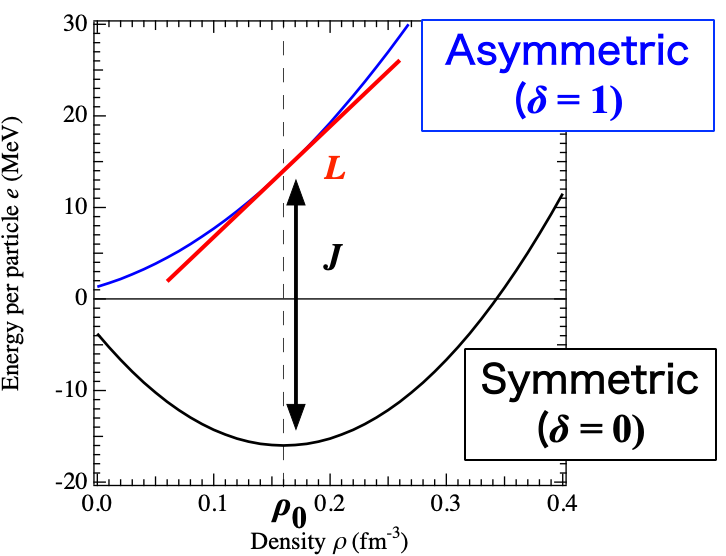 Energy per particle e (MeV)
30
20
10
0
-10
-20
0.0
0.1
0.2
0.3
0.4
ρ0
Density ρ (fm-3)
Asymmetric
(δ = 1)
L
J
Symmetric
(δ = 0)